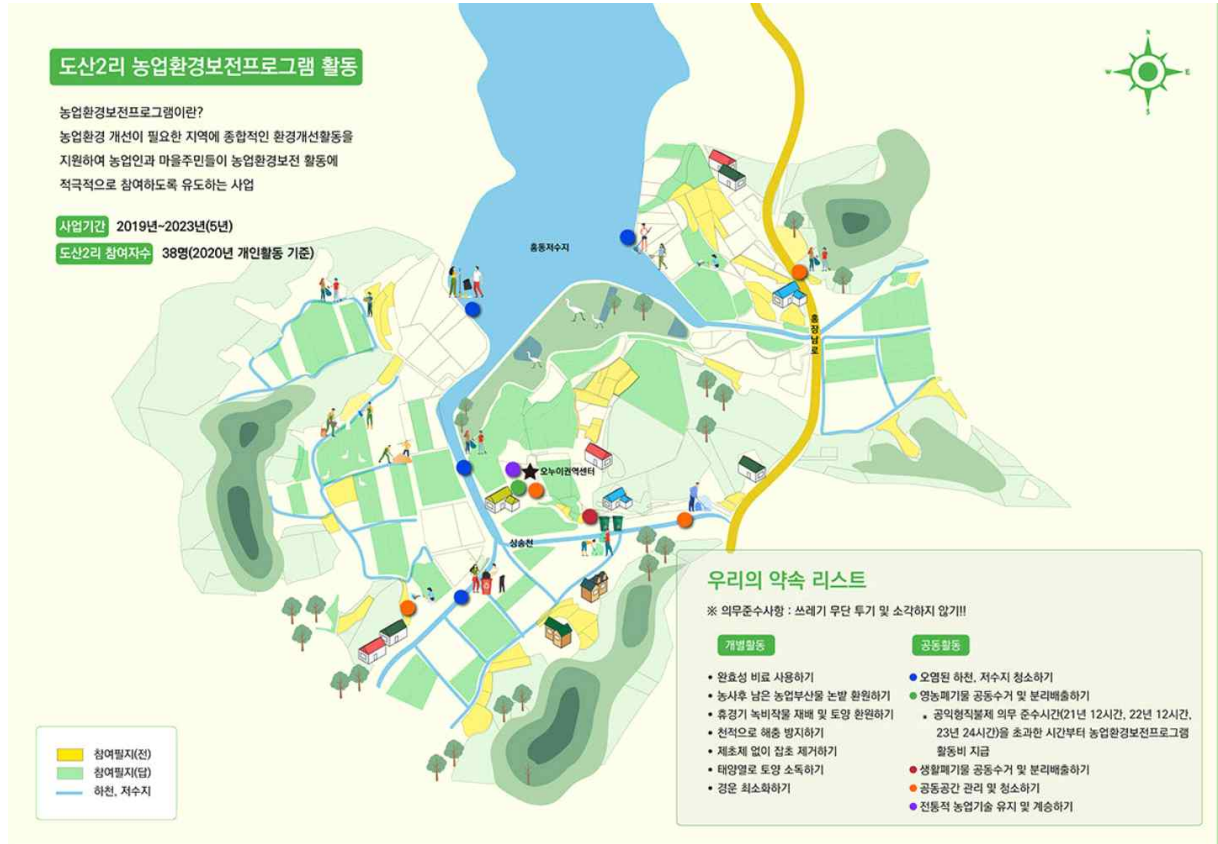 도산2리 농업환경보전프로그램 활동
농업환경보전프로그램이란?
농업환경 개선이 필요한 지역에 종합적인 환경개선활동을
지원하여 농업인과 마을주민들이 농업환경보전 활동에
적극적으로 참여하도록 유도하는 사업
사업기간 2019년~2023년(5년)
도산2리 참여자수 38명(2020년 개인활동 기준)
N
W E
S
홍동저수지
홍장남로
오누이권역센터
상송천
참여필지(전)
참여필지(답)
하천, 저수지
우리의 약속 리스트
※ 의무준수사항 : 쓰레기 무단 투기 및 소각하지 않기!!
개별활동
• 완효성 비료 사용하기
• 농사후 남은 농업부산물 논밭 환원하기
• 휴경기 녹비작물 재배 및 토양 환원하기
• 천적으로 해충 방지하기
• 제초제 없이 잡초 제거하기
• 태양열로 토양 소독하기
• 경운 최소화하기
공동활동
오염된 하천, 저수지 청소하기
영농폐기물 공동수거 및 분리배출하기
▪ 공익형직불제 의무 준수시간(21년 12시간, 22년 12시간,
23년 24시간)을 초과한 시간부터 농업환경보전프로그램
활동비 지급
생활폐기물 공동수거 및 분리배출하기
공동공간 관리 및 청소하기
전통적 농업기술 유지 및 계승하기